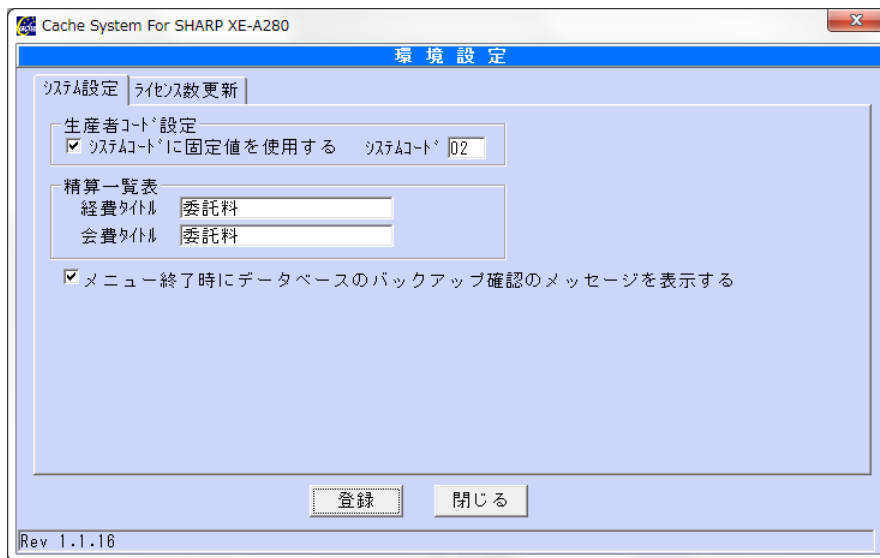 Cache System For SHARP XE-A280
環 境 設 定
ｼｽﾃﾑ設定 ﾗｲｾﾝｽ数更新
生産者ｺｰﾄﾞ設定
ｼｽﾃﾑｺｰﾄﾞに固定値を使用する ｼｽﾃﾑｺｰﾄﾞ 02
精算一覧表
経費ﾀｲﾄﾙ 委託料
会費ﾀｲﾄﾙ 委託料
メニュー終了時にデータベースのバックアップ確認のメッセージを表示する
登録 閉じる
Rev 1.1.16